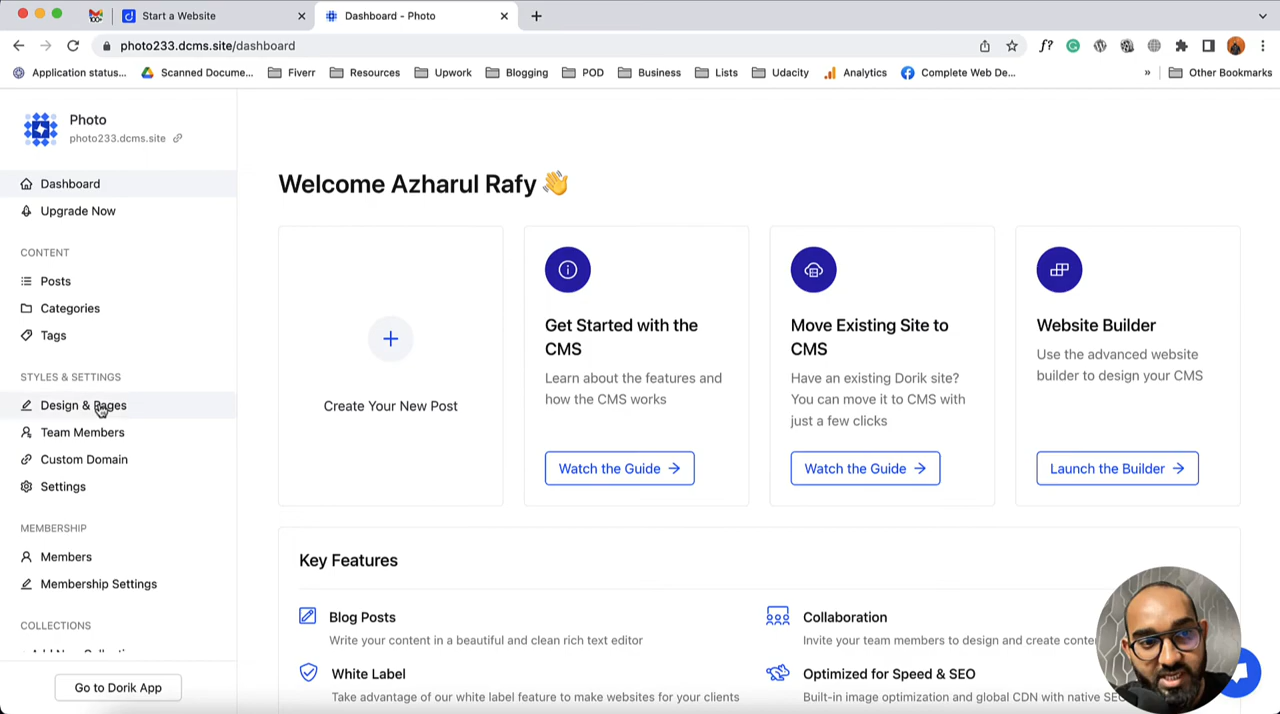 Start a Website
Dashboard - Photo
photo233.dcms.site/dashboard
Application status...
Scanned Docume...
Fiverr
Resources
Upwork
Blogging
POD
Business
Lists
Udacity
Analytics
Complete Web De...
»
Other Bookmarks
Photo
photo233.dcms.site
Dashboard
Upgrade Now
CONTENT
Posts
Categories
Tags
STYLES & SETTINGS
Design & Pages
Team Members
Custom Domain
Settings
MEMBERSHIP
Members
Membership Settings
COLLECTIONS
Go to Dorik App
Welcome Azharul Rafy 👋
Create Your New Post
Get Started with the
CMS
Learn about the features and
how the CMS works
Watch the Guide →
Move Existing Site to
CMS
Have an existing Dorik site?
You can move it to CMS with
just a few clicks
Watch the Guide →
Website Builder
Use the advanced website
builder to design your CMS
Launch the Builder →
Key Features
Blog Posts
Write your content in a beautiful and clean rich text editor
Collaboration
Invite your team members to design and create
White Label
Take advantage of our white label feature to make websites for your clients
Optimized for Speed & SEO
Built-in image optimization and global CDN with native